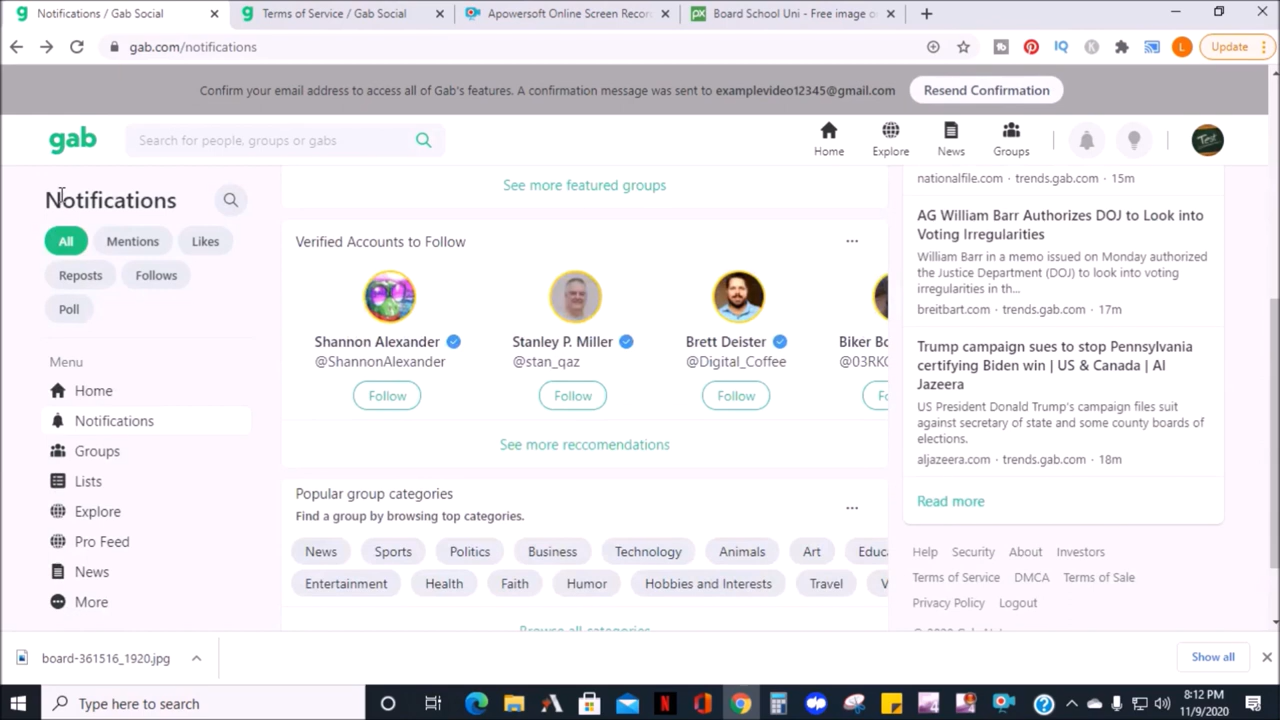 Notifications / Gab Social
Terms of Service / Gab Social
Apowersoft Online Screen Recor
Board School Uni - Free image o
gab.com/notifications
IQ
K
L
Update
Confirm your email address to access all of Gab's features. A confirmation message was sent to examplevideo12345@gmail.com
Resend Confirmation
gab
Search for people, groups or gabs
Home
Explore
News
Groups
Test
Notifications
All
Mentions
Likes
Reposts
Follows
Poll
Menu
Home
Notifications
Groups
Lists
Explore
Pro Feed
News
More
See more featured groups
Verified Accounts to Follow
Shannon Alexander
@ShannonAlexander
Follow
Stanley P. Miller
@stan_qaz
Follow
Brett Deister
@Digital_Coffee
Follow
Biker Bo
@03RKC
Fo
See more reccomendations
Popular group categories
Find a group by browsing top categories.
News
Sports
Politics
Business
Technology
Animals
Art
Educa
Entertainment
Health
Faith
Humor
Hobbies and Interests
Travel
V
Browse all categories
nationalfile.com · trends.gab.com · 15m
AG William Barr Authorizes DOJ to Look into
Voting Irregularities
William Barr in a memo issued on Monday authorized
the Justice Department (DOJ) to look into voting
irregularities in th...
breitbart.com · trends.gab.com · 17m
Trump campaign sues to stop Pennsylvania
certifying Biden win | US & Canada | Al
Jazeera
US President Donald Trump's campaign files suit
against secretary of state and some county boards of
elections.
aljazeera.com · trends.gab.com · 18m
Read more
Help Security About Investors
Terms of Service DMCA Terms of Sale
Privacy Policy Logout
board-361516_1920.jpg
Show all
Type here to search
8:12 PM
11/9/2020